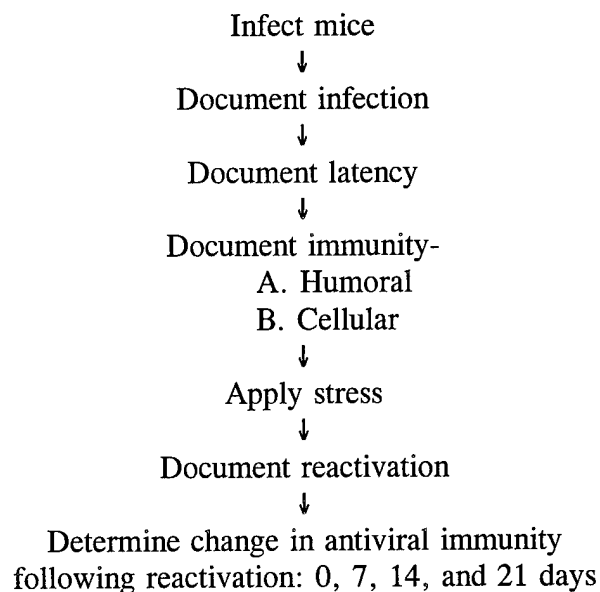 Infect mice
↓
Document infection
↓
Document latency
↓
Document immunity-
A. Humoral
B. Cellular
↓
Apply stress
↓
Document reactivation
↓
Determine change in antiviral immunity
following reactivation: 0, 7, 14, and 21 days